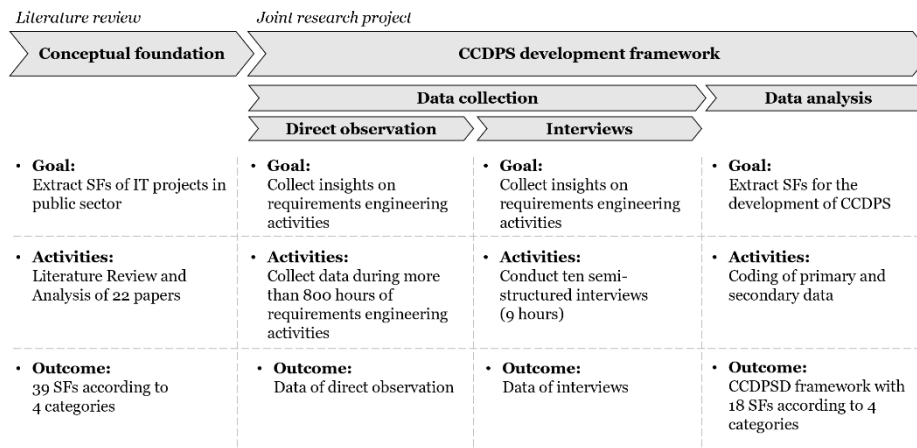 Literature review
Joint research project
Conceptual foundation
CCDPS development framework
Data collection
Data analysis
Direct observation
Interviews
• Goal:
Extract SFs of IT projects in
public sector
• Goal:
Collect insights on
requirements engineering
activities
• Goal:
Collect insights on
requirements engineering
activities
• Goal:
Extract SFs for the
development of CCDPS
• Activities:
Literature Review and
Analysis of 22 papers
• Activities:
Collect data during more
than 800 hours of
requirements engineering
activities
• Activities:
Conduct ten semi-
structured interviews
(9 hours)
• Activities:
Coding of primary and
secondary data
• Outcome:
39 SFs according to
4 categories
• Outcome:
Data of direct observation
• Outcome:
Data of interviews
• Outcome:
CCDPSD framework with
18 SFs according to 4
categories